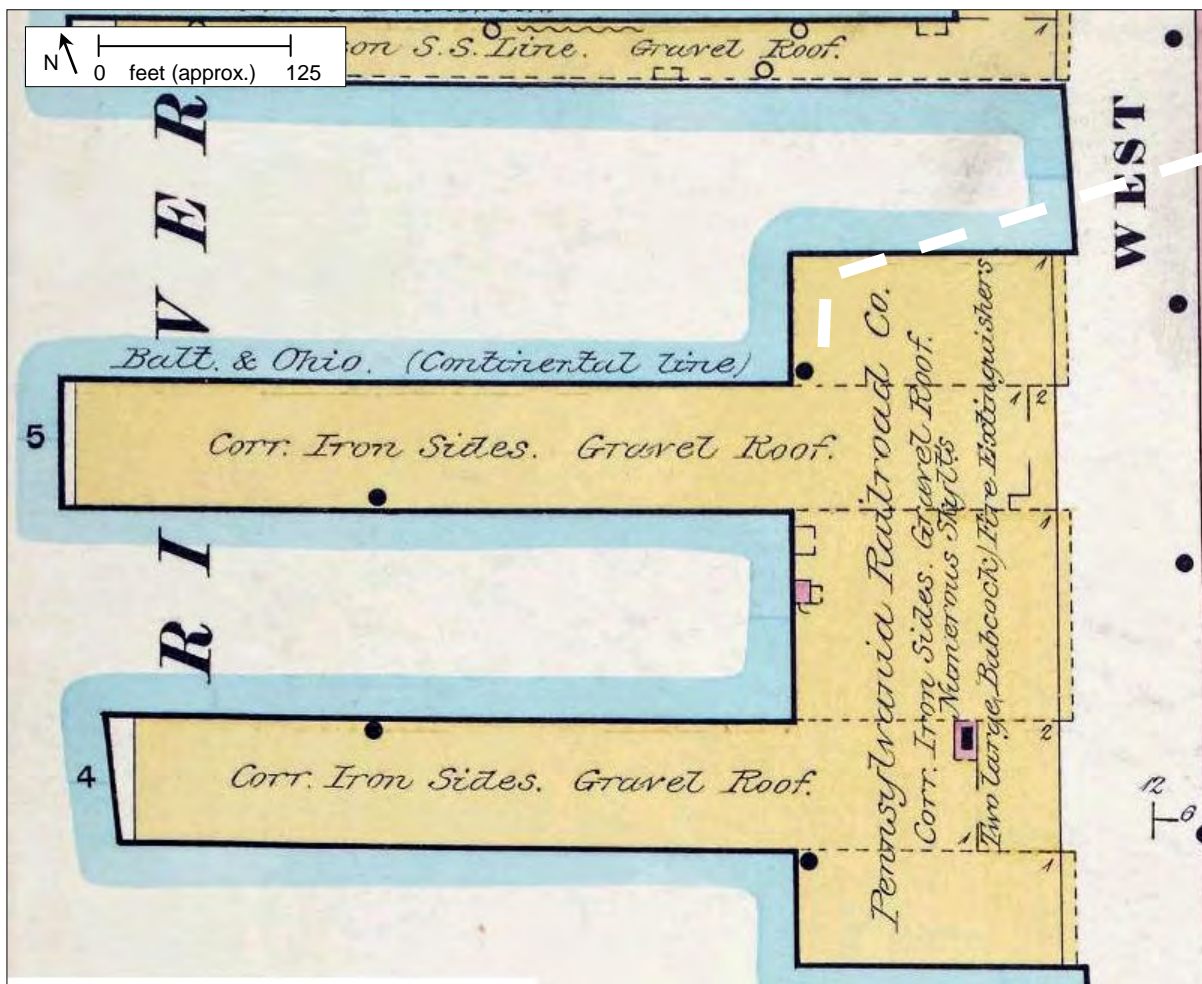 son S.S. Line. Gravel Roof.
1
N
0 feet (approx.) 125
RIVER
WEST
Balt. & Ohio. (Continental line)
1
5
Corr. Iron Sides. Gravel Roof.
1 2
1
Pennsylvania Railroad Co.
Corr. Iron Sides. Gravel Roof.
Numerous Skylts
Two large, Babcock, Fire Extinguishers
2
4
Corr. Iron Sides. Gravel Roof.
1
1
12
6